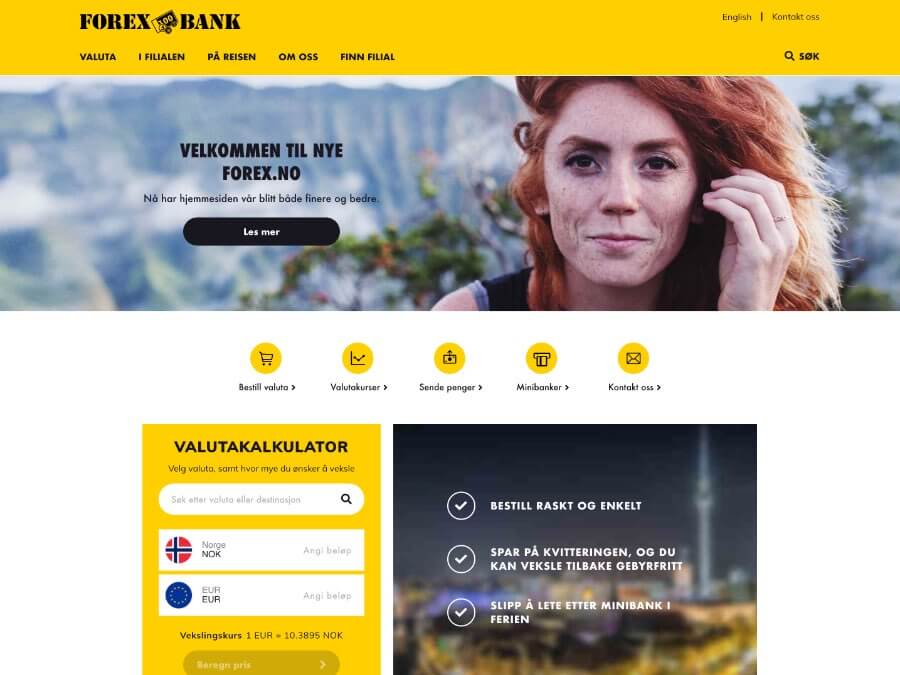 FOREX BANK
English | Kontakt oss
VALUTA I FILIALEN PÅ REISEN OM OSS FINN FILIAL
SØK
VELKOMMEN TIL NYE
FOREX.NO
Nå har hjemmesiden vår blitt både finere og bedre.
Les mer
Bestill valuta Valutakurser Sende penger Minibanker Kontakt oss
VALUTAKALKULATOR
Velg valuta, samt hvor mye du ønsker å veksle
Søk etter valuta eller destinasjon
Norge
NOK
Angi beløp
EUR
EUR
Angi beløp
Vekslingskurs 1 EUR = 10,3895 NOK
Beregn pris
BESTILL RASKT OG ENKELT
SPAR PÅ KVITTERINGEN, OG DU
KAN VEKSLE TILBAKE GEBYRFRITT
SLIPP Å LETE ETTER MINIBANK I
FERIEN